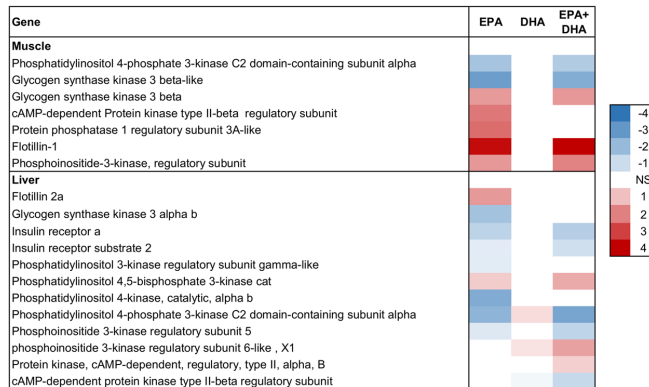 Gene EPA DHA EPA+ DHA
Muscle
Phosphatidylinositol 4-phosphate 3-kinase C2 domain-containing subunit alpha
Glycogen synthase kinase 3 beta-like
Glycogen synthase kinase 3 beta
cAMP-dependent Protein kinase type II-beta regulatory subunit
Protein phosphatase 1 regulatory subunit 3A-like
Flotillin-1
Phosphoinositide-3-kinase, regulatory subunit
Liver
Flotillin 2a
Glycogen synthase kinase 3 alpha b
Insulin receptor a
Insulin receptor substrate 2
Phosphatidylinositol 3-kinase regulatory subunit gamma-like
Phosphatidylinositol 4,5-bisphosphate 3-kinase cat
Phosphatidylinositol 4-kinase, catalytic, alpha b
Phosphatidylinositol 4-phosphate 3-kinase C2 domain-containing subunit alpha
Phosphoinositide 3-kinase regulatory subunit 5
phosphoinositide 3-kinase regulatory subunit 6-like , X1
Protein kinase, cAMP-dependent, regulatory, type II, alpha, B
cAMP-dependent protein kinase type II-beta regulatory subunit
-4
-3
-2
-1
NS
1
2
3
4